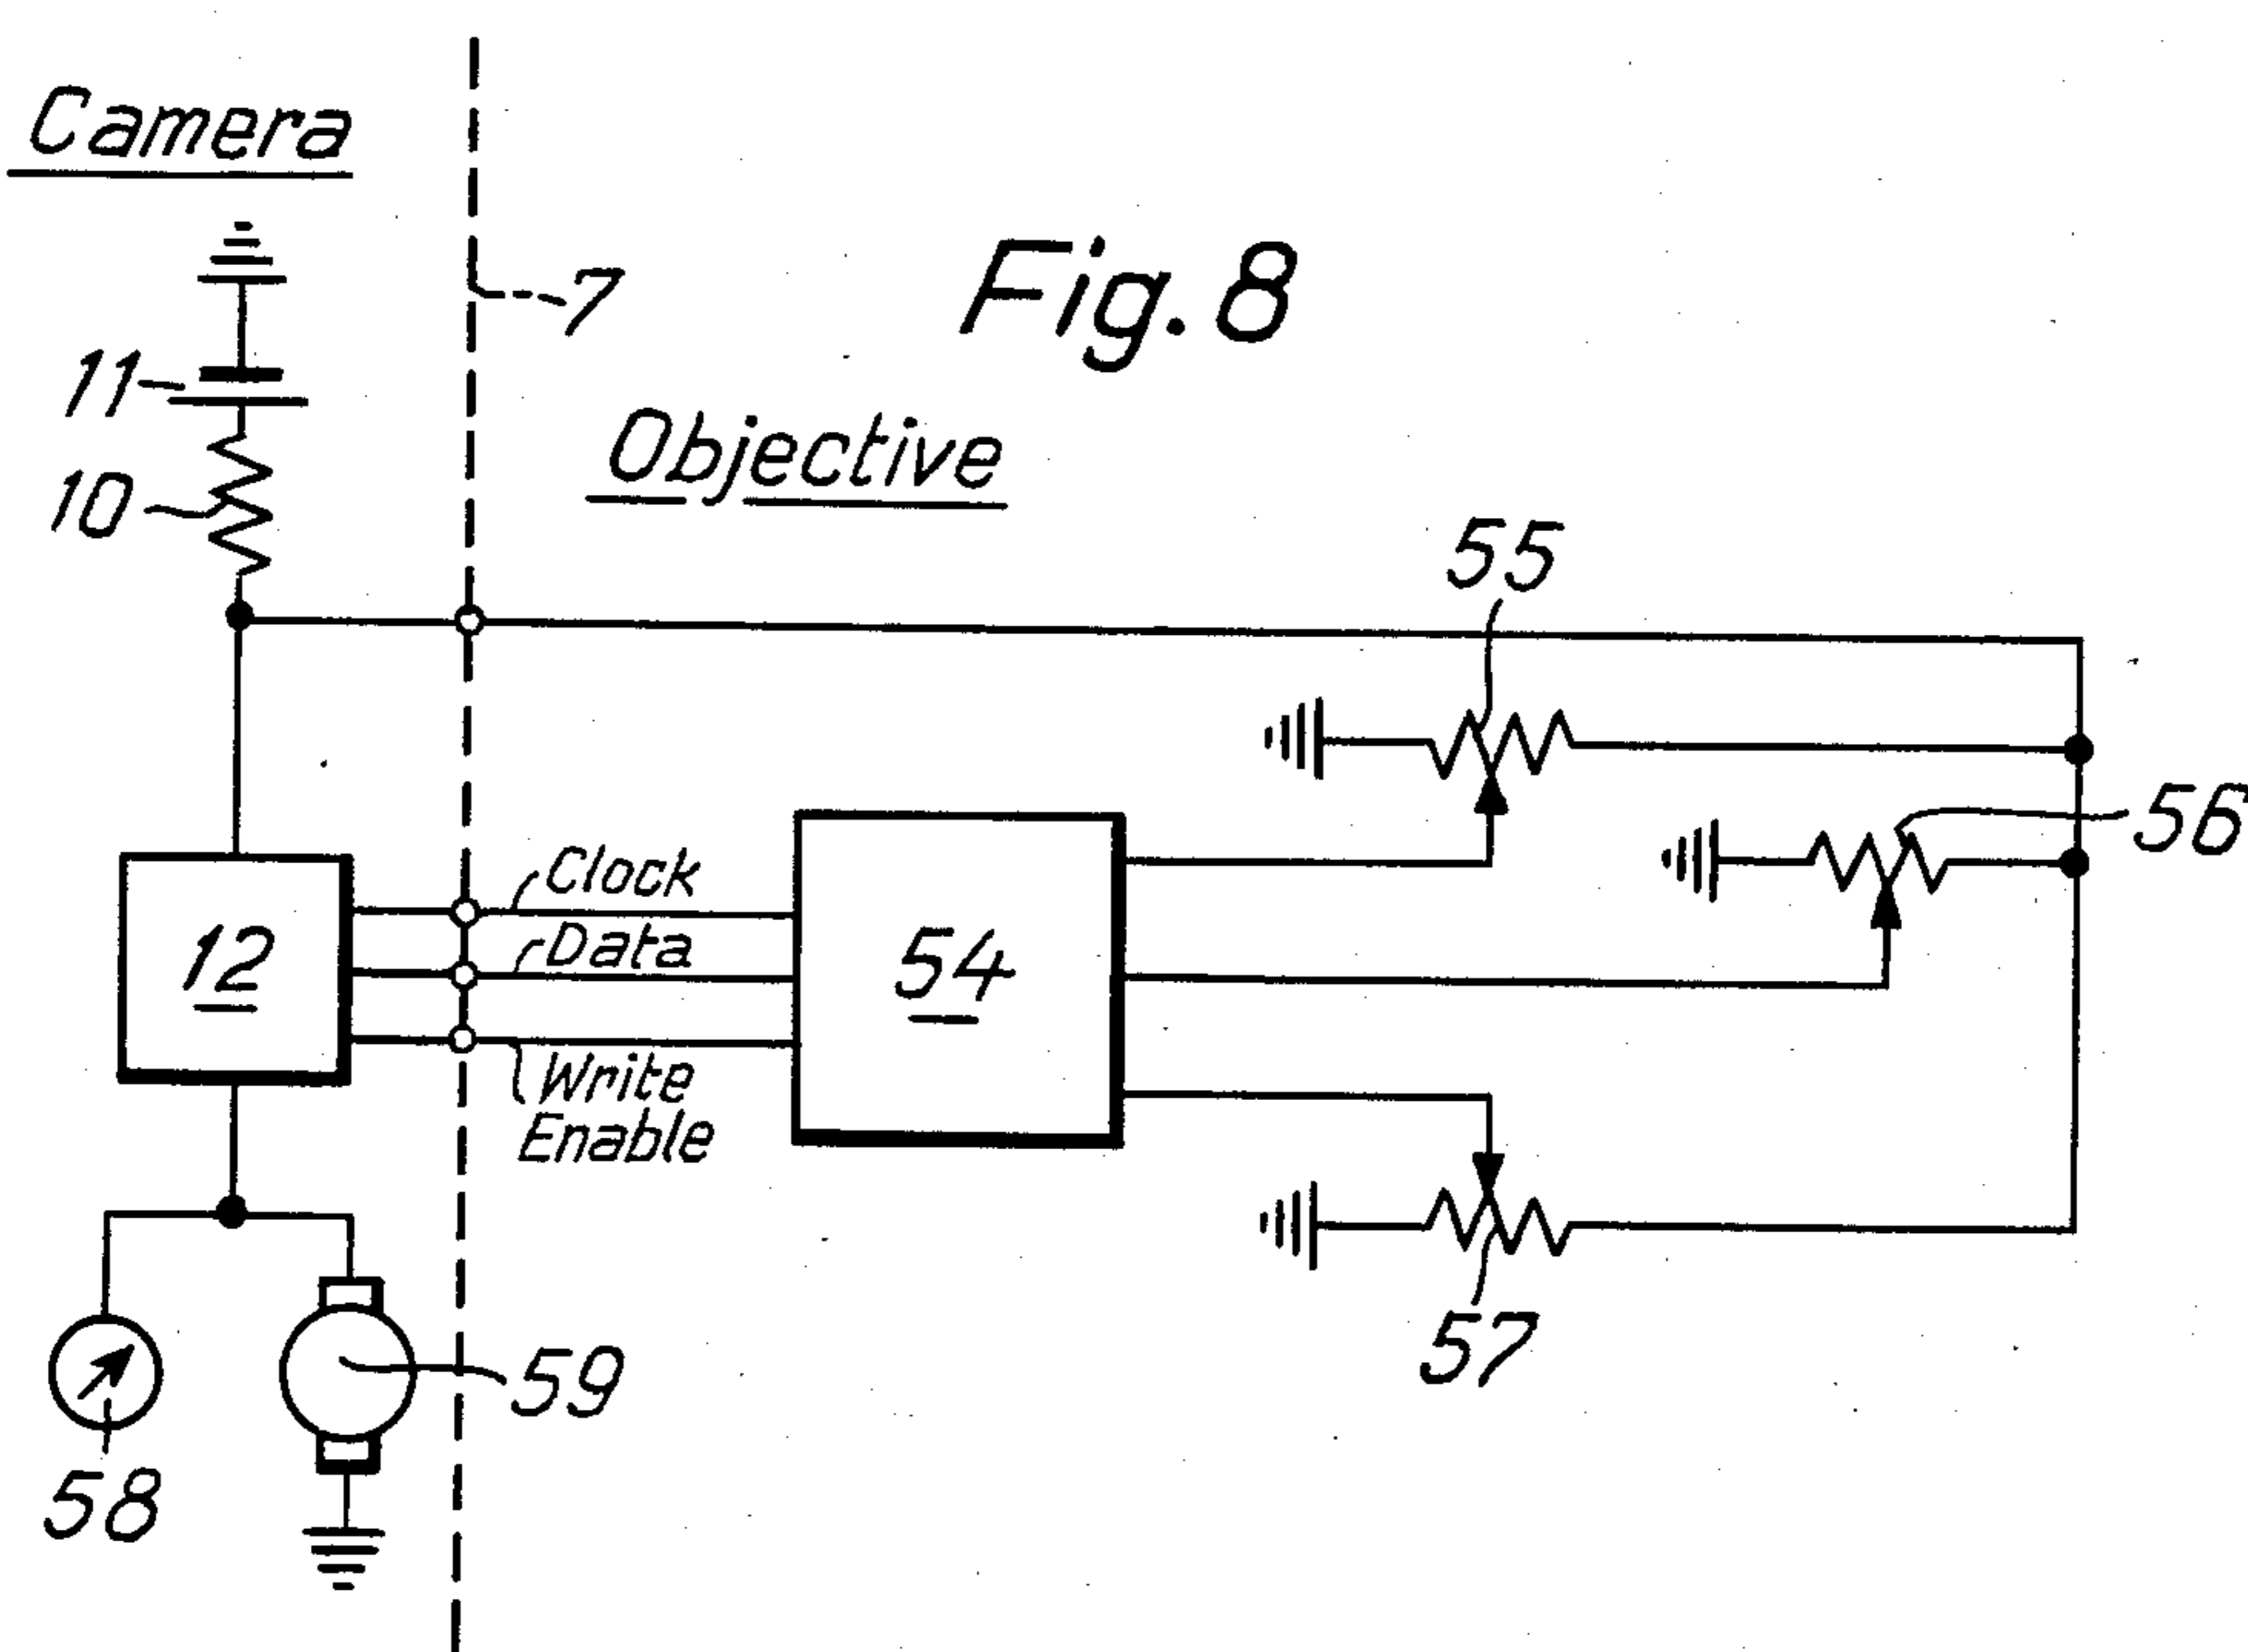 Camera
7
Fig. 8
11
Objective
10
55
56
Clock
Data
12
54
Write
Enable
59
57
58